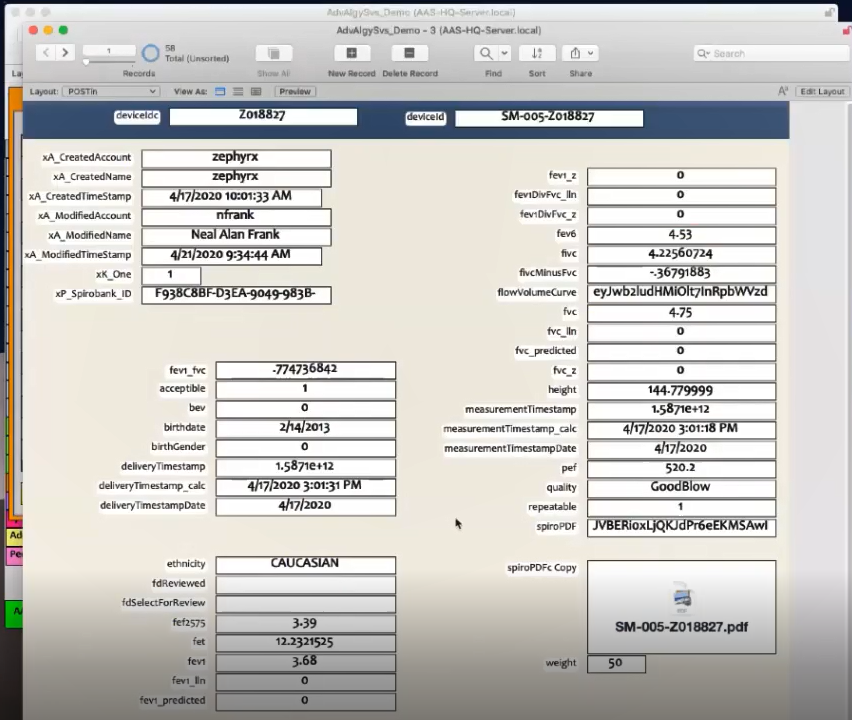 AdvAlgySvs_Demo (AAS-HQ-Server.local)
AdvAlgySvs_Demo - 3 (AAS-HQ-Server.local)
1
58
Total (Unsorted)
Records
Show All
New Record
Delete Record
Find
Sort
Share
Search
Layout: POSTin
View As:
Preview
Edit Layout
deviceIdc Z018827
deviceId SM-005-Z018827
xA_CreatedAccount zephyrx
xA_CreatedName zephyrx
xA_CreatedTimeStamp 4/17/2020 10:01:33 AM
xA_ModifiedAccount nfrank
xA_ModifiedName Neal Alan Frank
xA_ModifiedTimeStamp 4/21/2020 9:34:44 AM
xK_One 1
xP_Spirobank_ID F938C8BF-D3EA-9049-983B-
fev1_fvc .774736842
acceptible 1
bev 0
birthdate 2/14/2013
birthGender 0
deliveryTimestamp 1.5871e+12
deliveryTimestamp_calc 4/17/2020 3:01:31 PM
deliveryTimestampDate 4/17/2020
ethnicity CAUCASIAN
fdReviewed
fdSelectForReview
fef2575 3.39
fet 12.2321525
fev1 3.68
fev1_lln 0
fev1_predicted 0
fev1_z 0
fev1DivFvc_lln 0
fev1DivFvc_z 0
fev6 4.53
fivc 4.22560724
fivcMinusFvc -.36791883
flowVolumeCurve eyJwb2ludHMiOlt7InRpbWVzd
fvc 4.75
fvc_lln 0
fvc_predicted 0
fvc_z 0
height 144.779999
measurementTimestamp 1.5871e+12
measurementTimestamp_calc 4/17/2020 3:01:18 PM
measurementTimestampDate 4/17/2020
pef 520.2
quality GoodBlow
repeatable 1
spiroPDF JVBERi0xLjQKJdPr6eEKMSAwI
spiroPDFc Copy
SM-005-Z018827.pdf
weight 50